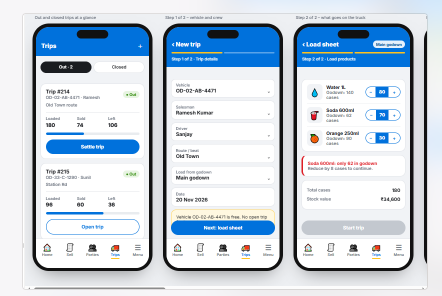 Out and closed trips at a glance
Trips
+
Out · 2
Closed
Trip #214
OD-02-AB-4471 · Ramesh
Old Town route
Out
Loaded
Sold
Left
180
74
106
Settle trip
Trip #215
OD-33-C-1290 · Sunil
Station Rd
Out
Loaded
Sold
Left
96
60
36
Open trip
Home
Sell
Parties
Trips
Menu
Step 1 of 2 – vehicle and crew
‹ New trip
Step 1 of 2 · Trip details
Vehicle
OD-02-AB-4471
Salesman
Ramesh Kumar
Driver
Sanjay
Route / beat
Old Town
Load from godown
Main godown
Date
20 Nov 2026
Vehicle OD-02-AB-4471 is free. No open trip
Next: load sheet
Home
Sell
Parties
Trips
Menu
Step 2 of 2 – what goes on the truck
‹ Load sheet
Main godown
Step 2 of 2 · Load products
Water 1L
Godown: 140
cases
- 80 +
Soda 600ml
Godown: 62
cases
- 70 +
Orange 250ml
Godown: 90
cases
- 30 +
Soda 600ml: only 62 in godown
Reduce by 8 cases to continue.
Total cases
180
Stock value
₹34,600
Start trip
Home
Sell
Parties
Trips
Menu